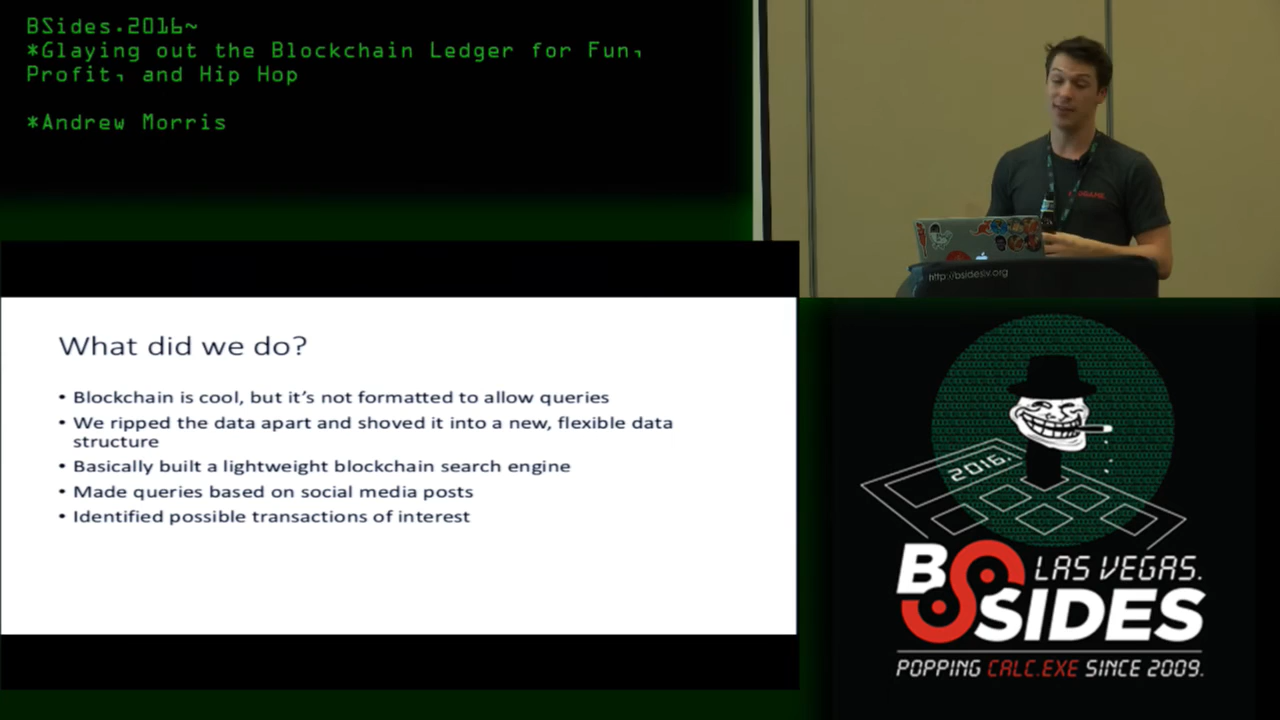 BSides.2016~
*Glaying out the Blockchain Ledger for Fun,
Profit, and Hip Hop
*Andrew Morris
http://bsideslv.org
What did we do?
• Blockchain is cool, but it's not formatted to allow queries
• We ripped the data apart and shoved it into a new, flexible data
structure
• Basically built a lightweight blockchain search engine
• Made queries based on social media posts
• Identified possible transactions of interest
2016.
BSIDES
LAS VEGAS.
POPPING CALC.EXE SINCE 2009.